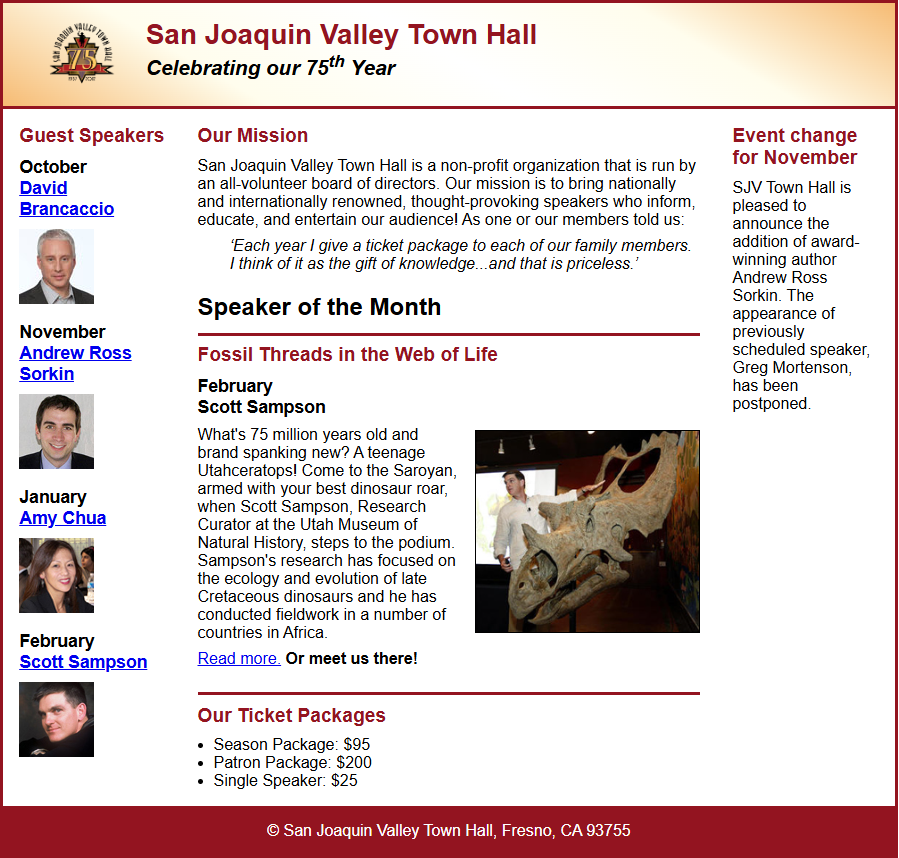 SAN JOAQUIN VALLEY TOWN HALL
75
1937 2012
San Joaquin Valley Town Hall
Celebrating our 75th Year
Guest Speakers
October
David
Brancaccio
November
Andrew Ross
Sorkin
January
Amy Chua
February
Scott Sampson
Our Mission
San Joaquin Valley Town Hall is a non-profit organization that is run by
an all-volunteer board of directors. Our mission is to bring nationally
and internationally renowned, thought-provoking speakers who inform,
educate, and entertain our audience! As one or our members told us:
‘Each year I give a ticket package to each of our family members.
I think of it as the gift of knowledge...and that is priceless.’
Speaker of the Month
Fossil Threads in the Web of Life
February
Scott Sampson
What's 75 million years old and
brand spanking new? A teenage
Utahceratops! Come to the Saroyan,
armed with your best dinosaur roar,
when Scott Sampson, Research
Curator at the Utah Museum of
Natural History, steps to the podium.
Sampson's research has focused on
the ecology and evolution of late
Cretaceous dinosaurs and he has
conducted fieldwork in a number of
countries in Africa.
Read more. Or meet us there!
Our Ticket Packages
• Season Package: $95
• Patron Package: $200
• Single Speaker: $25
Event change
for November
SJV Town Hall is
pleased to
announce the
addition of award-
winning author
Andrew Ross
Sorkin. The
appearance of
previously
scheduled speaker,
Greg Mortenson,
has been
postponed.
© San Joaquin Valley Town Hall, Fresno, CA 93755